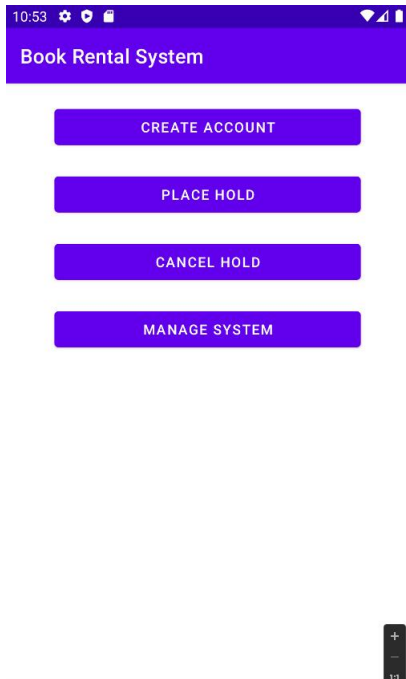 10:53
Book Rental System
CREATE ACCOUNT
PLACE HOLD
CANCEL HOLD
MANAGE SYSTEM